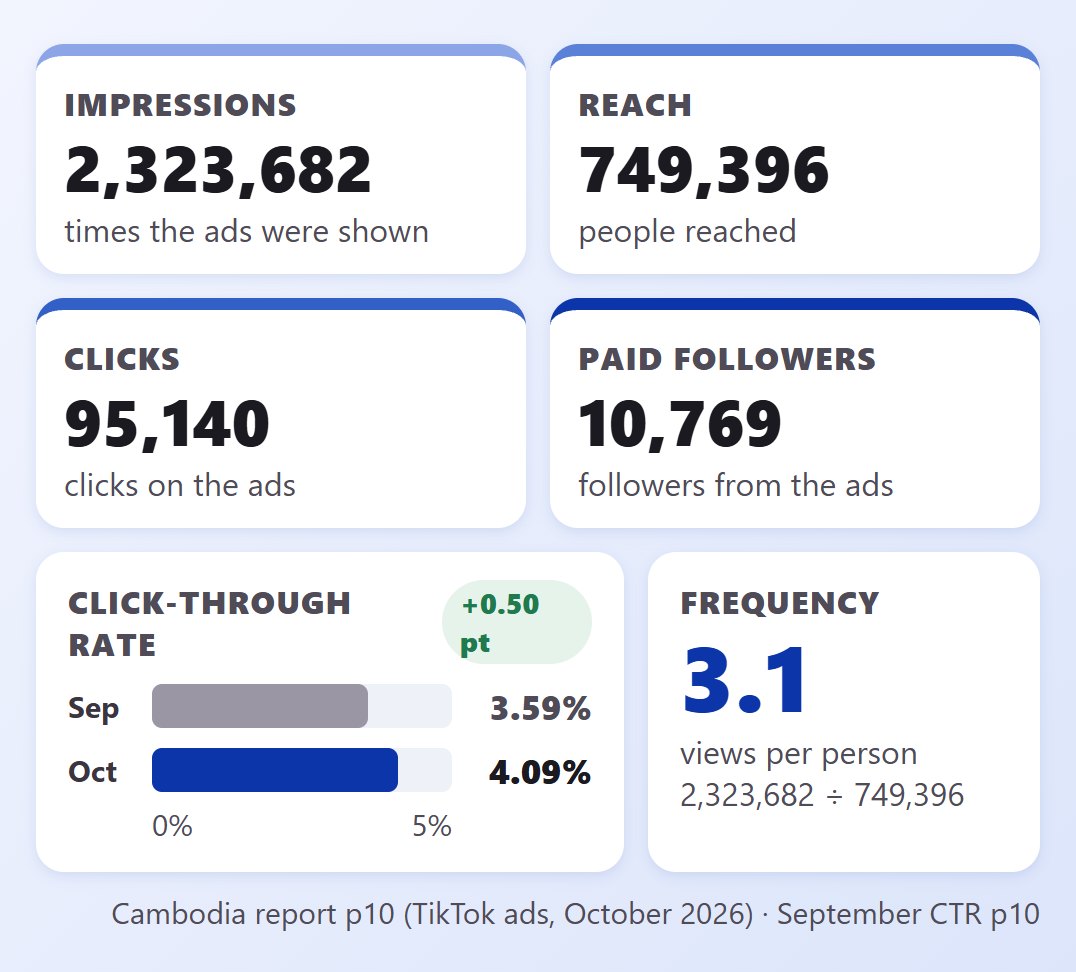 IMPRESSIONS
2,323,682
times the ads were shown
REACH
749,396
people reached
CLICKS
95,140
clicks on the ads
PAID FOLLOWERS
10,769
followers from the ads
CLICK-THROUGH
RATE
+0.50
pt
Sep
3.59%
Oct
4.09%
0%
5%
FREQUENCY
3.1
views per person
2,323,682 ÷ 749,396
Cambodia report p10 (TikTok ads, October 2026) · September CTR p10